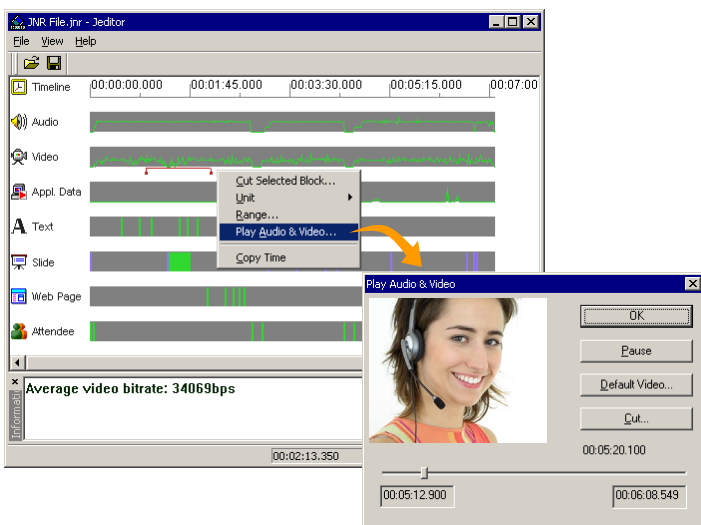 JNR File.jnr - Jeditor
File View Help
Timeline 00:00:00.000 00:01:45.000 00:03:30.000 00:05:15.000 00:07:00
Audio
Video
Appl. Data
Text
Slide
Web Page
Attendee
Cut Selected Block...
Unit
Range...
Play Audio & Video...
Copy Time
Average video bitrate: 34069bps
Informati
00:02:13.350
Play Audio & Video
OK
Pause
Default Video...
Cut...
00:05:20.100
00:05:12.900 00:06:08.549